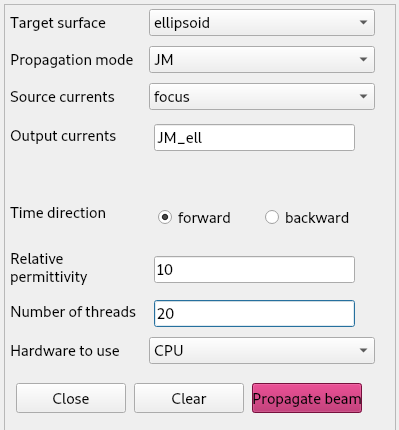 Target surface ellipsoid
Propagation mode JM
Source currents focus
Output currents JM_ell
Time direction forward backward
Relative
permittivity 10
Number of threads 20
Hardware to use CPU
Close Clear Propagate beam